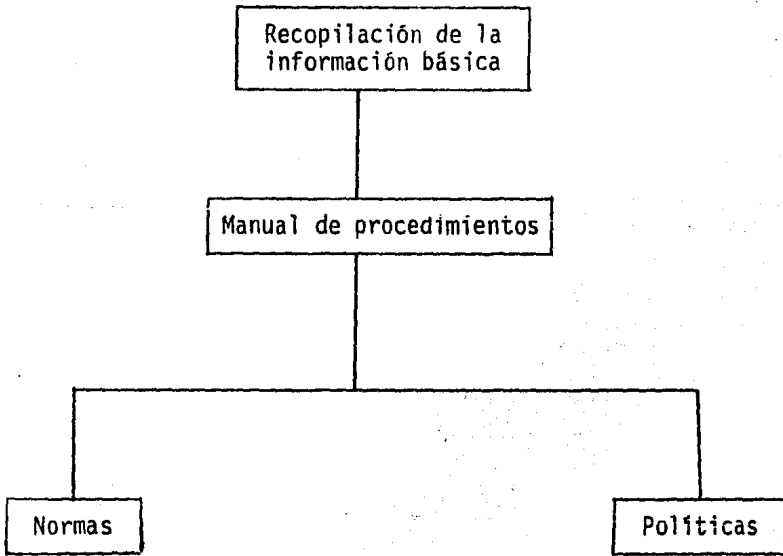 Recopilación de la
información básica
Manual de procedimientos
Normas
Políticas